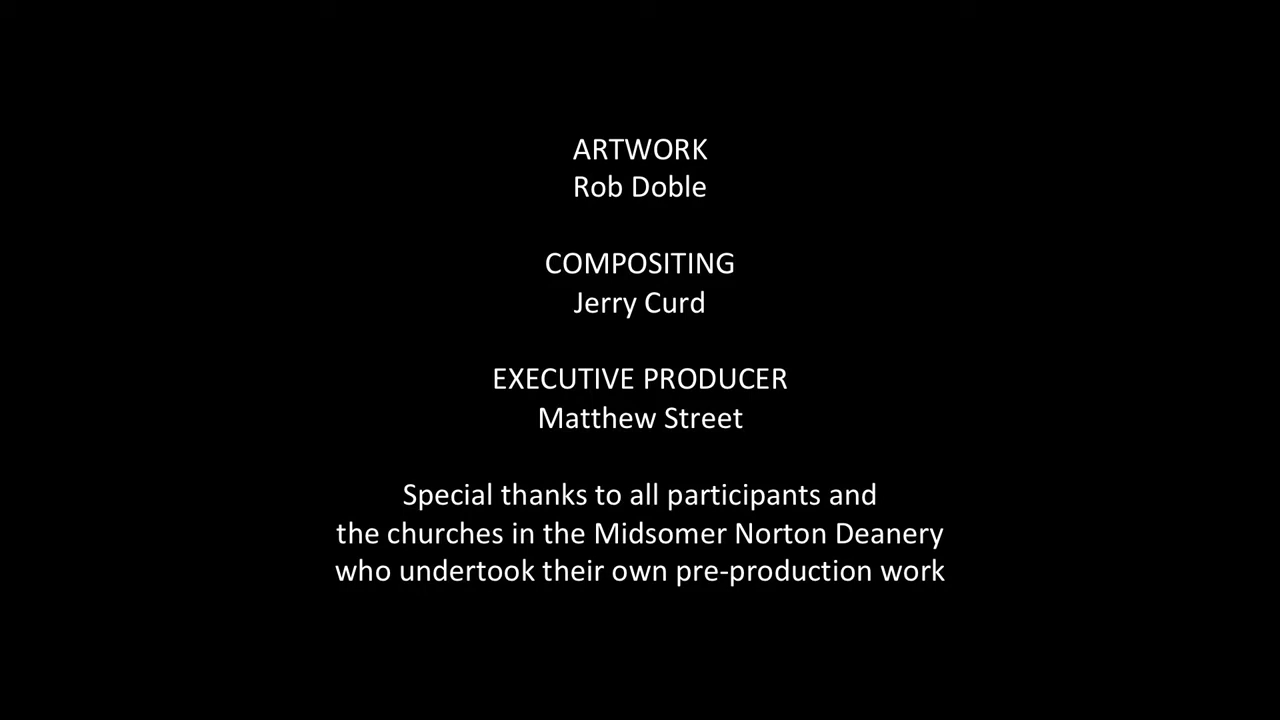 ARTWORK
Rob Doble
COMPOSITING
Jerry Curd
EXECUTIVE PRODUCER
Matthew Street
Special thanks to all participants and
the churches in the Midsomer Norton Deanery
who undertook their own pre-production work